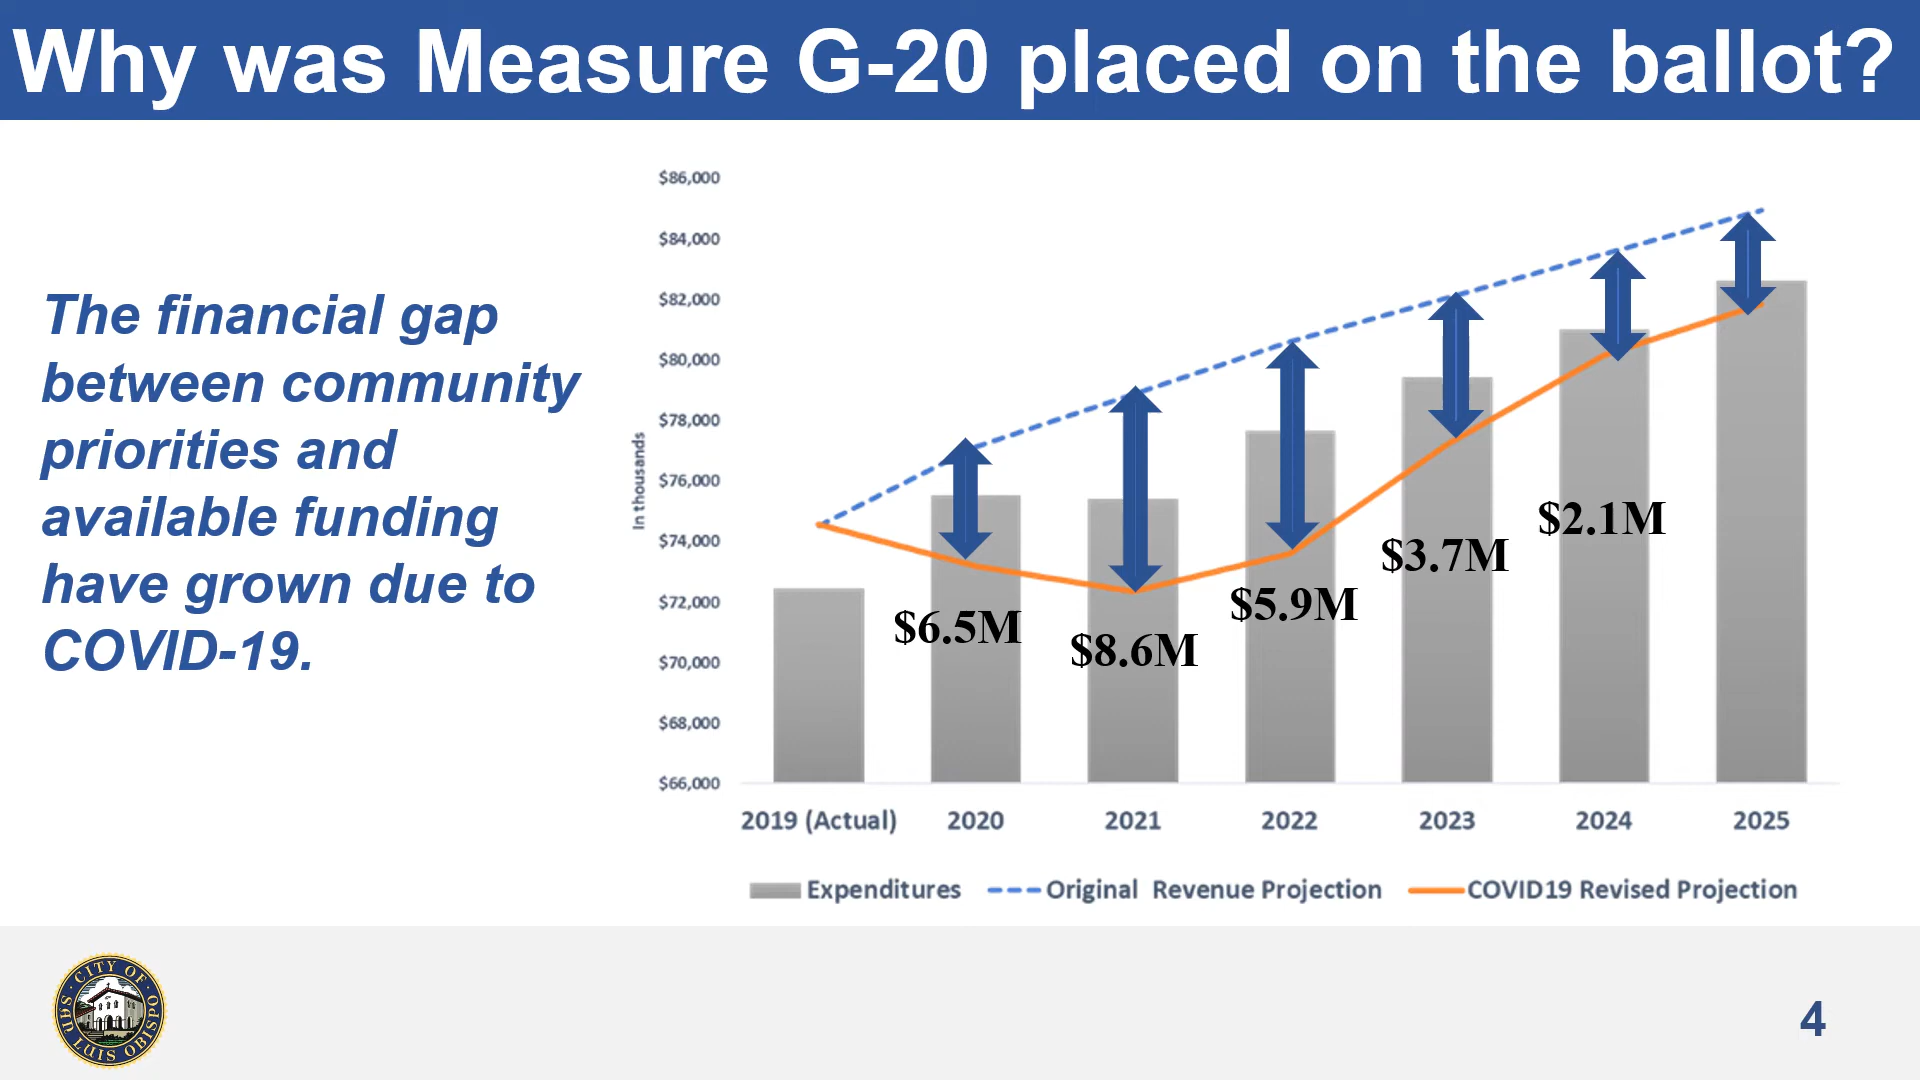 Why was Measure G-20 placed on the ballot?
The financial gap
between community
priorities and
available funding
have grown due to
COVID-19.
In thousands
$86,000
$84,000
$82,000
$80,000
$78,000
$76,000
$74,000
$72,000
$70,000
$68,000
$66,000
$6.5M
$8.6M
$5.9M
$3.7M
$2.1M
2019 (Actual) 2020 2021 2022 2023 2024 2025
Expenditures Original Revenue Projection COVID19 Revised Projection
CITY OF
SAN LUIS OBISPO
4